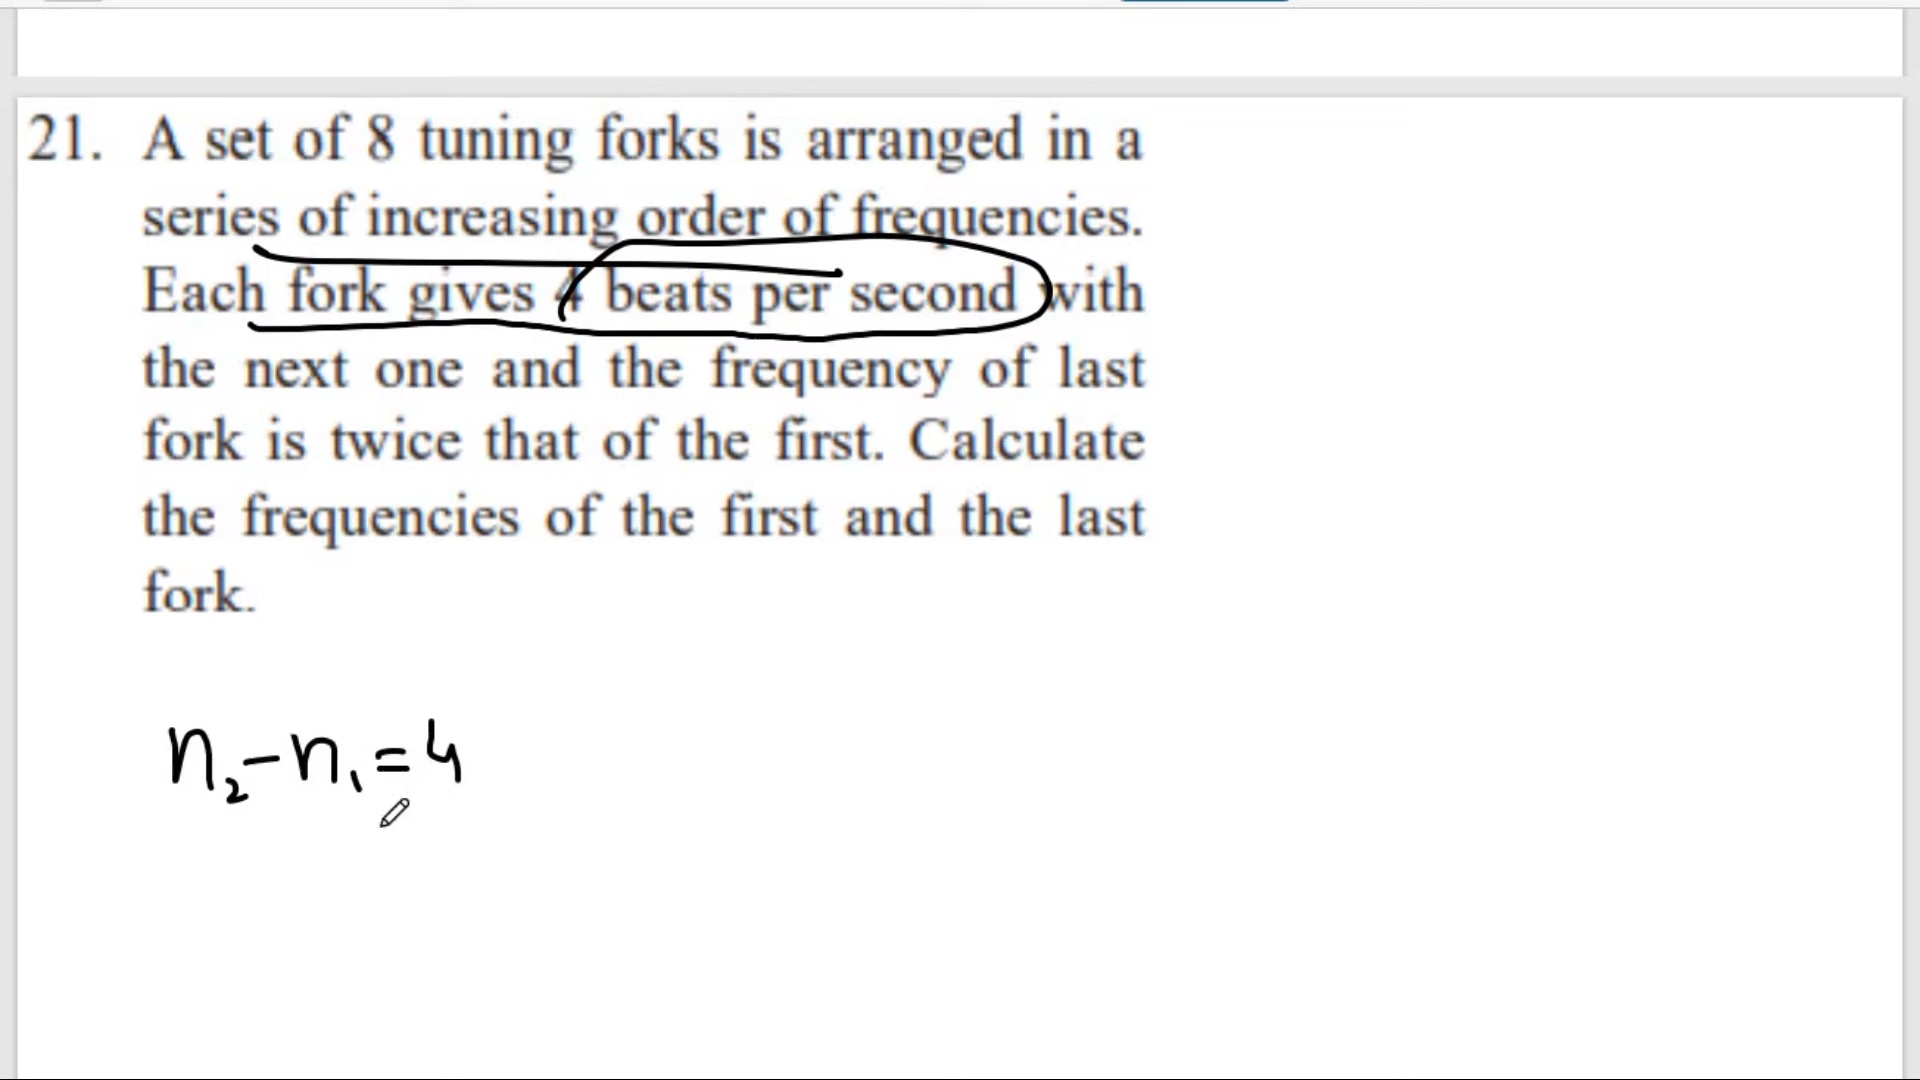 21. A set of 8 tuning forks is arranged in a
series of increasing order of frequencies.
Each fork gives 4 beats per second with
the next one and the frequency of last
fork is twice that of the first. Calculate
the frequencies of the first and the last
fork.
n₂-n₁=4